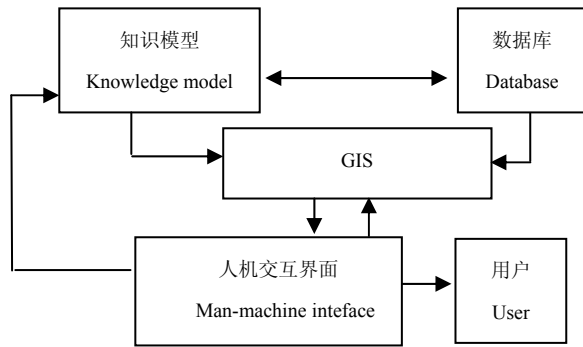 知识模型
Knowledge model
数据库
Database
GIS
人机交互界面
Man-machine inteface
用户
User